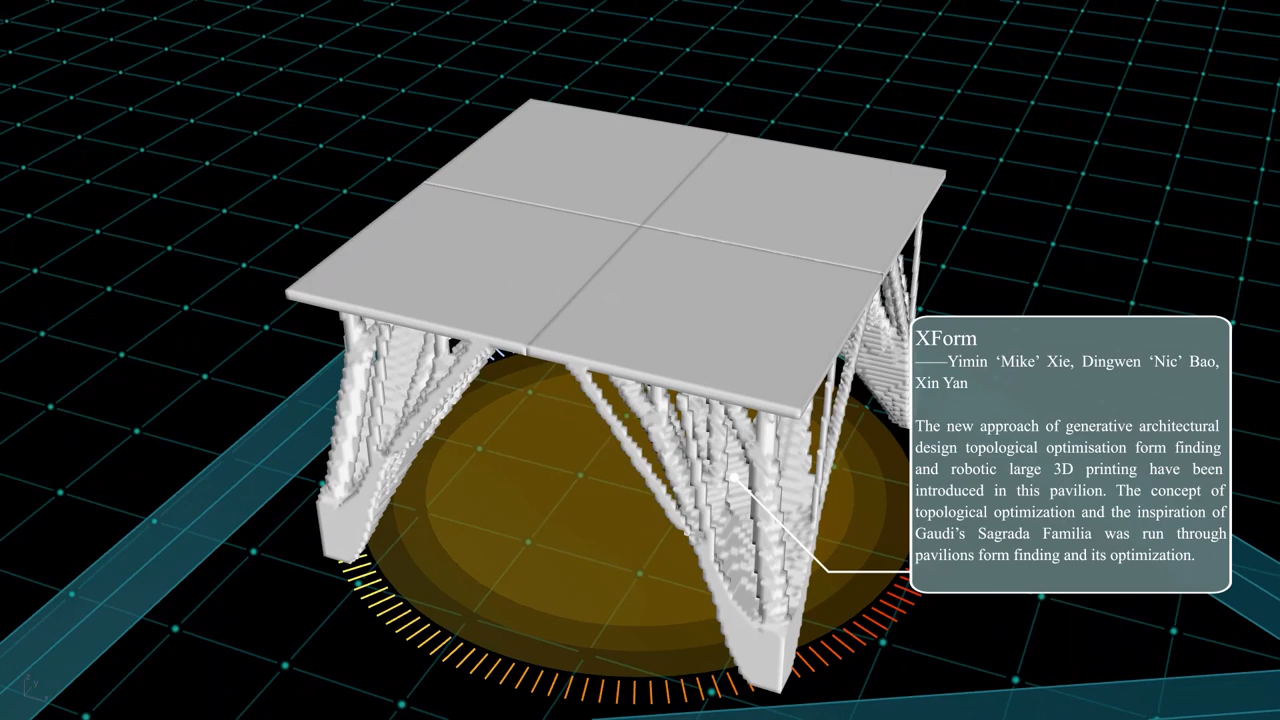 XForm
——Yimin ‘Mike’ Xie, Dingwen ‘Nic’ Bao,
Xin Yan
The new approach of generative architectural
design topological optimisation form finding
and robotic large 3D printing have been
introduced in this pavilion. The concept of
topological optimization and the inspiration of
Gaudi’s Sagrada Familia was run through
pavilions form finding and its optimization.